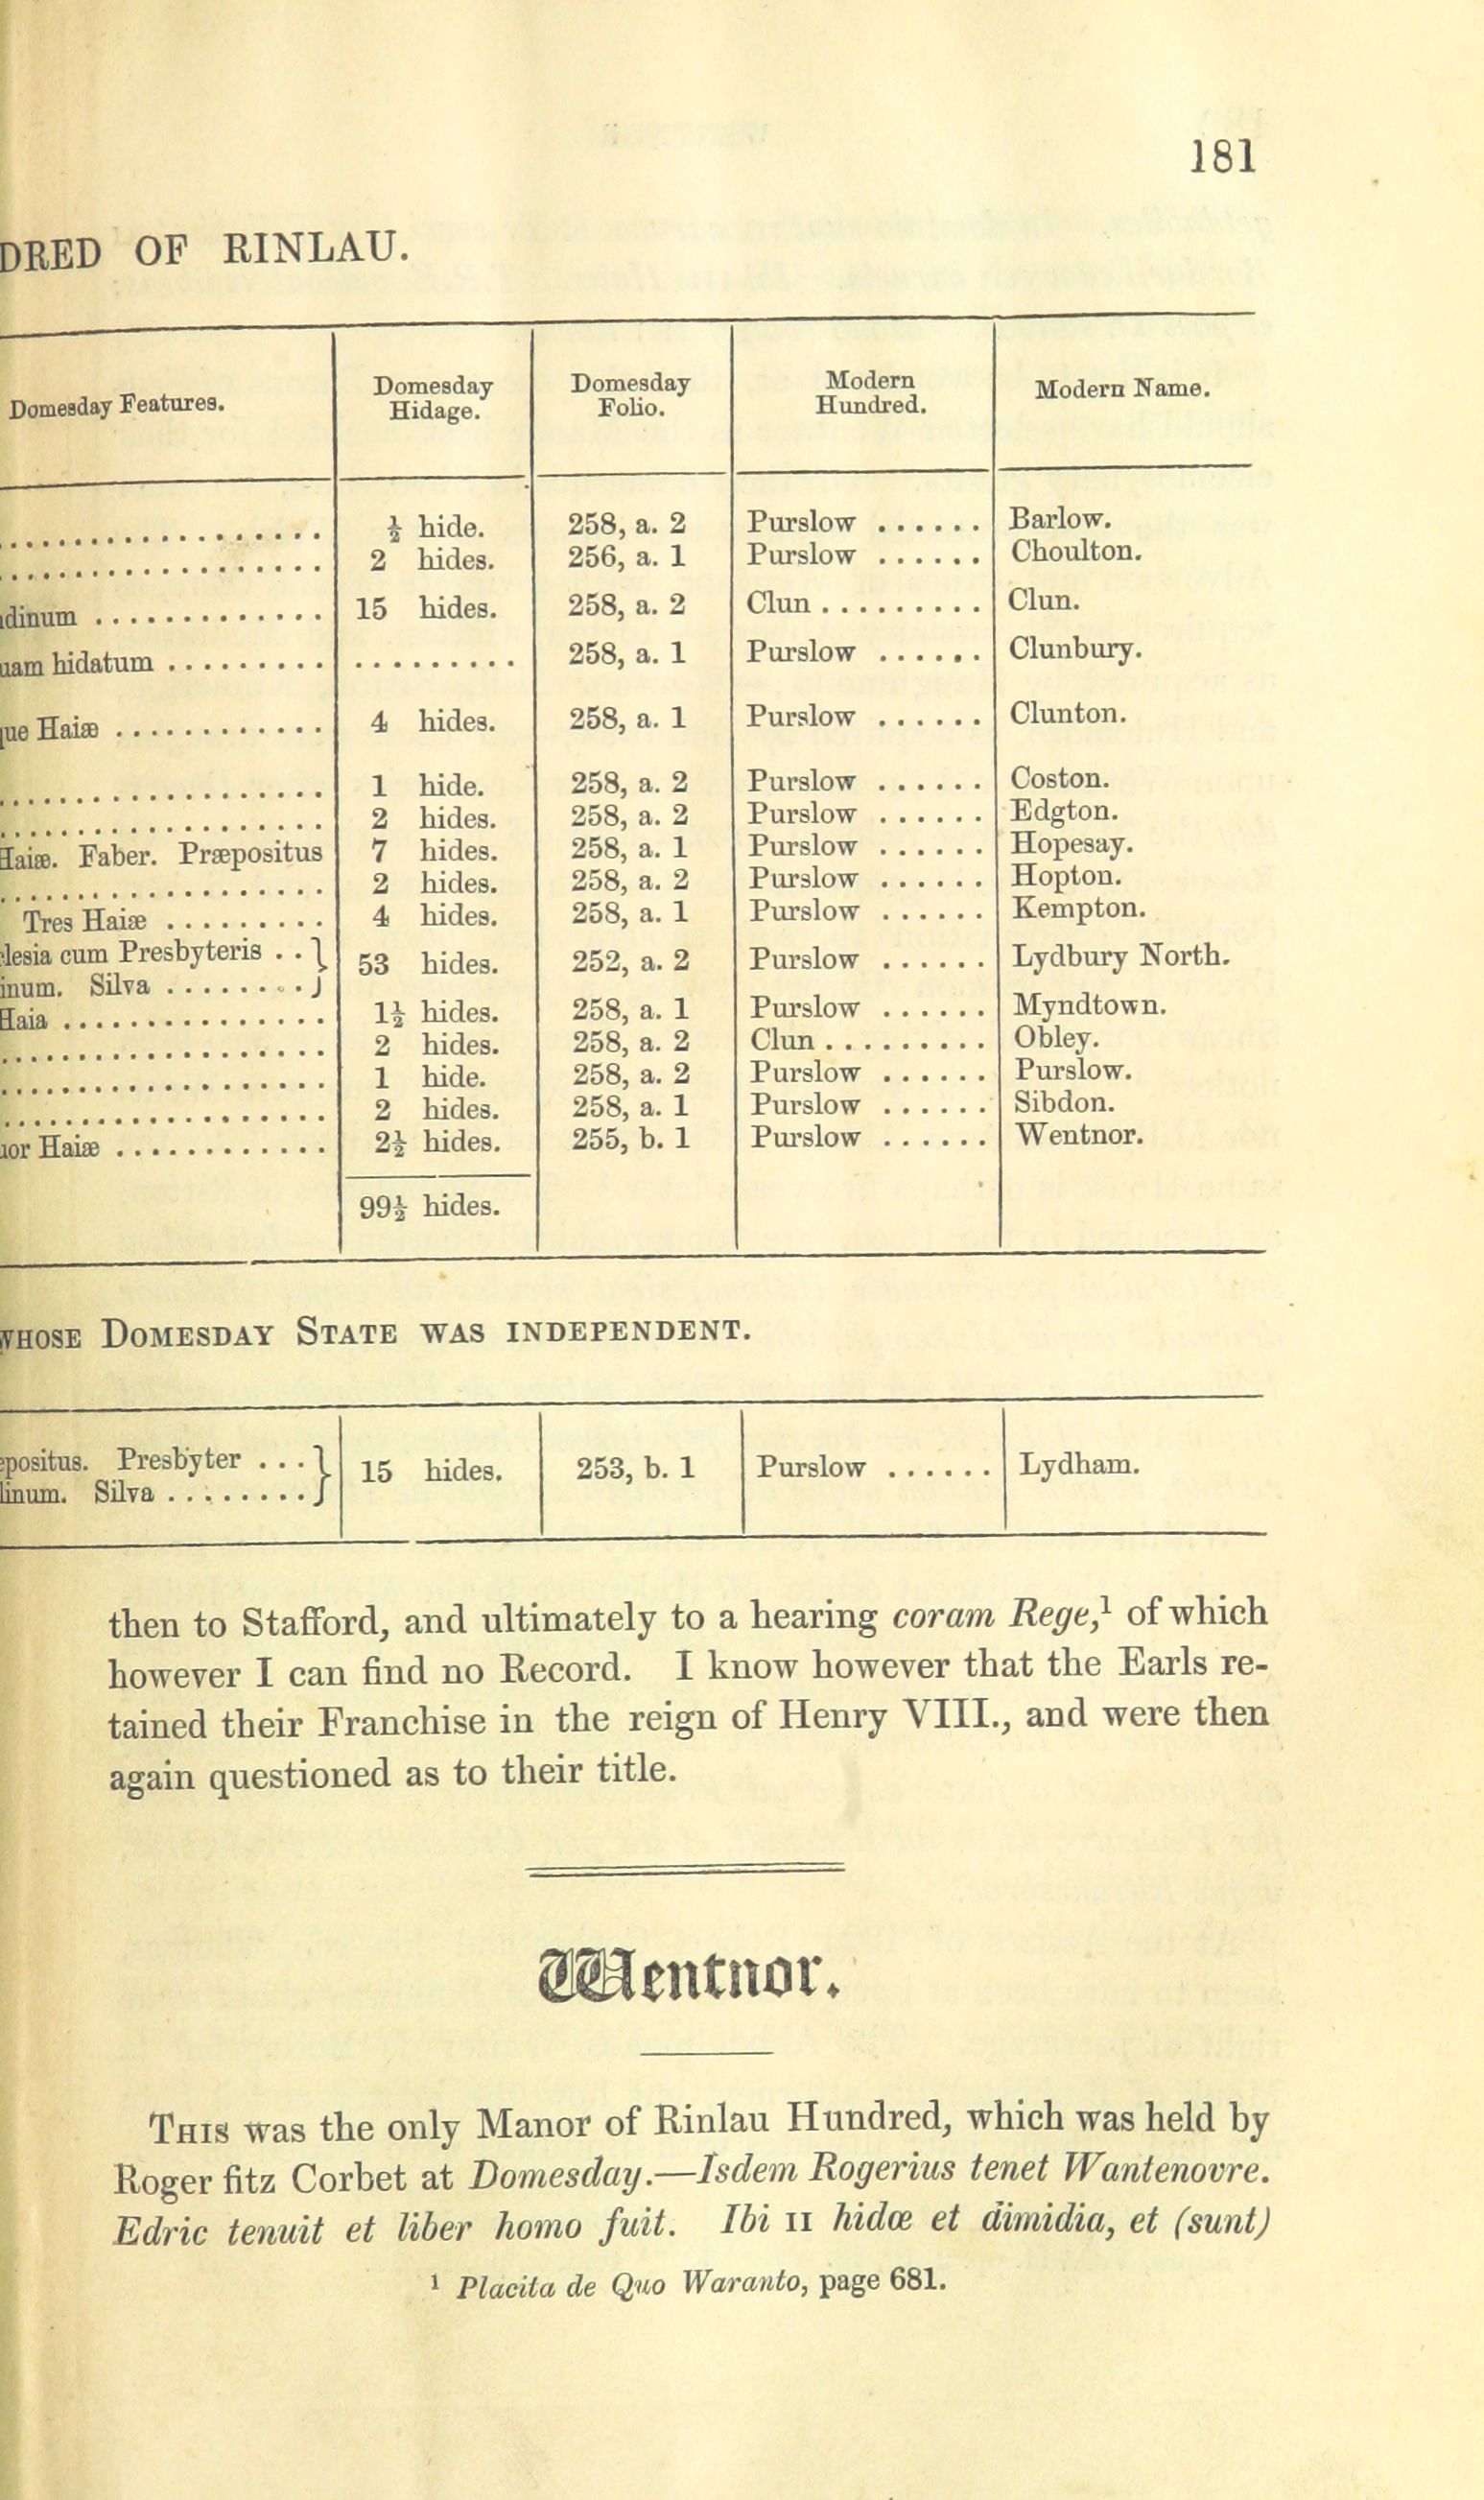 181
DRED OF RINLAU.
Domesday Features. Domesday Hidage. Domesday Folio. Modern Hundred. Modern Name.
.................. ½ hide. 258, a. 2 Purslow ...... Barlow.
.................. 2 hides. 256, a. 1 Purslow ...... Choulton.
dinum ............. 15 hides. 258, a. 2 Clun ......... Clun.
uam hidatum ......... ......... 258, a. 1 Purslow ...... Clunbury.
ue Haiæ ............ 4 hides. 258, a. 1 Purslow ...... Clunton.
.................. 1 hide. 258, a. 2 Purslow ...... Coston.
.................. 2 hides. 258, a. 2 Purslow ...... Edgton.
Haiæ. Faber. Præpositus 7 hides. 258, a. 1 Purslow ...... Hopesay.
.................. 2 hides. 258, a. 2 Purslow ...... Hopton.
Tres Haiæ ......... 4 hides. 258, a. 1 Purslow ...... Kempton.
lesia cum Presbyteris .. } 53 hides. 252, a. 2 Purslow ...... Lydbury North.
inum. Silva ........
Haia ............... 1½ hides. 258, a. 1 Purslow ...... Myndtown.
.................. 2 hides. 258, a. 2 Clun ......... Obley.
.................. 1 hide. 258, a. 2 Purslow ...... Purslow.
.................. 2 hides. 258, a. 1 Purslow ...... Sibdon.
uor Haiæ ............ 2½ hides. 255, b. 1 Purslow ...... Wentnor.
99½ hides.
WHOSE DOMESDAY STATE WAS INDEPENDENT.
positus. Presbyter ... } 15 hides. 253, b. 1 Purslow ...... Lydham.
linum. Silva ........
then to Stafford, and ultimately to a hearing coram Rege,¹ of which
however I can find no Record. I know however that the Earls re-
tained their Franchise in the reign of Henry VIII., and were then
again questioned as to their title.
Wentnor.
THIS was the only Manor of Rinlau Hundred, which was held by
Roger fitz Corbet at Domesday.—Isdem Rogerius tenet Wantenovre.
Edric tenuit et liber homo fuit. Ibi II hidœ et dimidia, et (sunt)
¹ Placita de Quo Waranto, page 681.